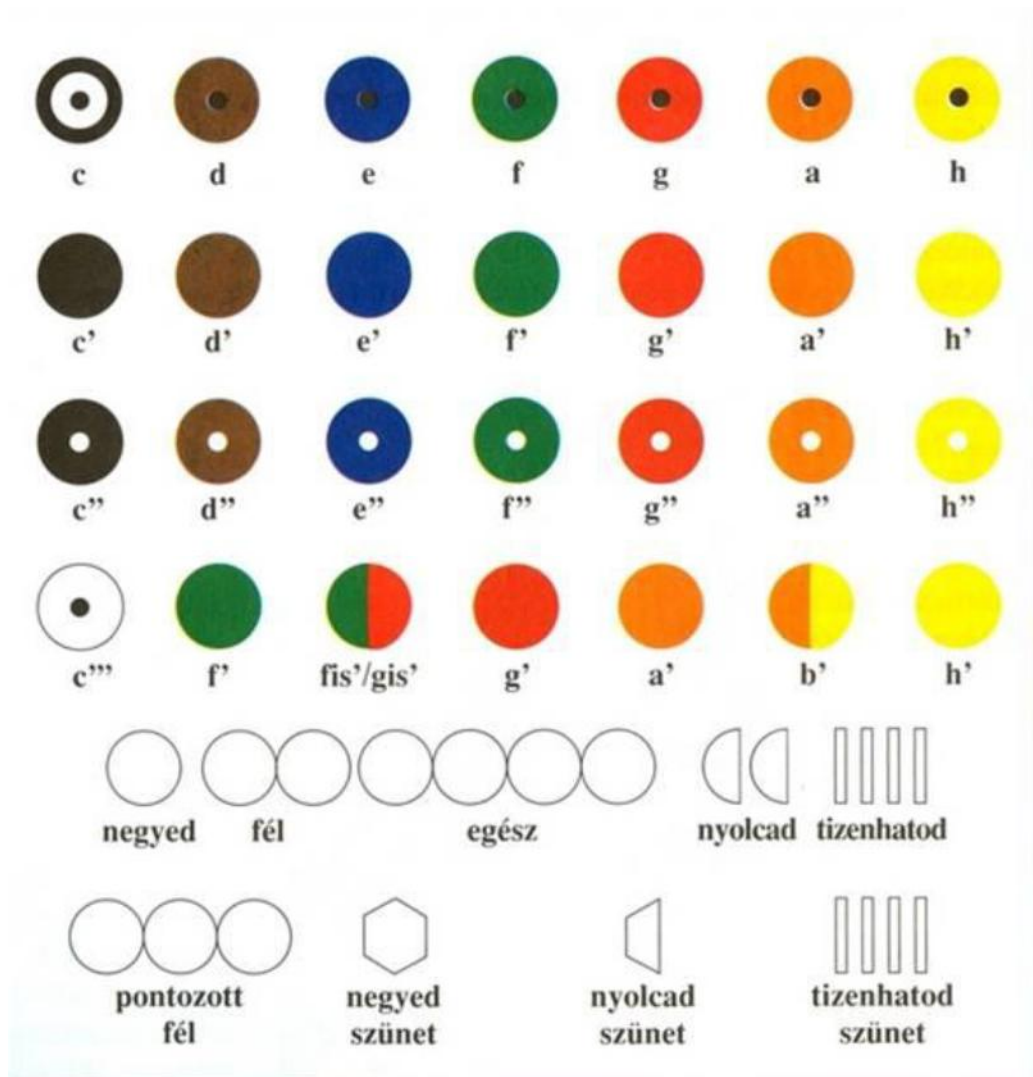 c d e f g a h
c’ d’ e’ f’ g’ a’ h’
c” d” e” f” g” a” h”
c”’ f’ fis’/gis’ g’ a’ b’ h’
negyed fél egész nyolcad tizenhatod
pontozott negyed nyolcad tizenhatod
fél szünet szünet szünet